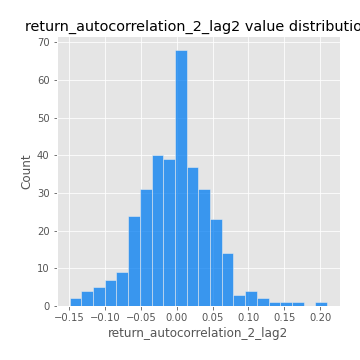 return_autocorrelation_2_lag2 value distributio
70
60
50
40
30
20
10
0
Count
−0.15 −0.10 −0.05 0.00 0.05 0.10 0.15 0.20
return_autocorrelation_2_lag2